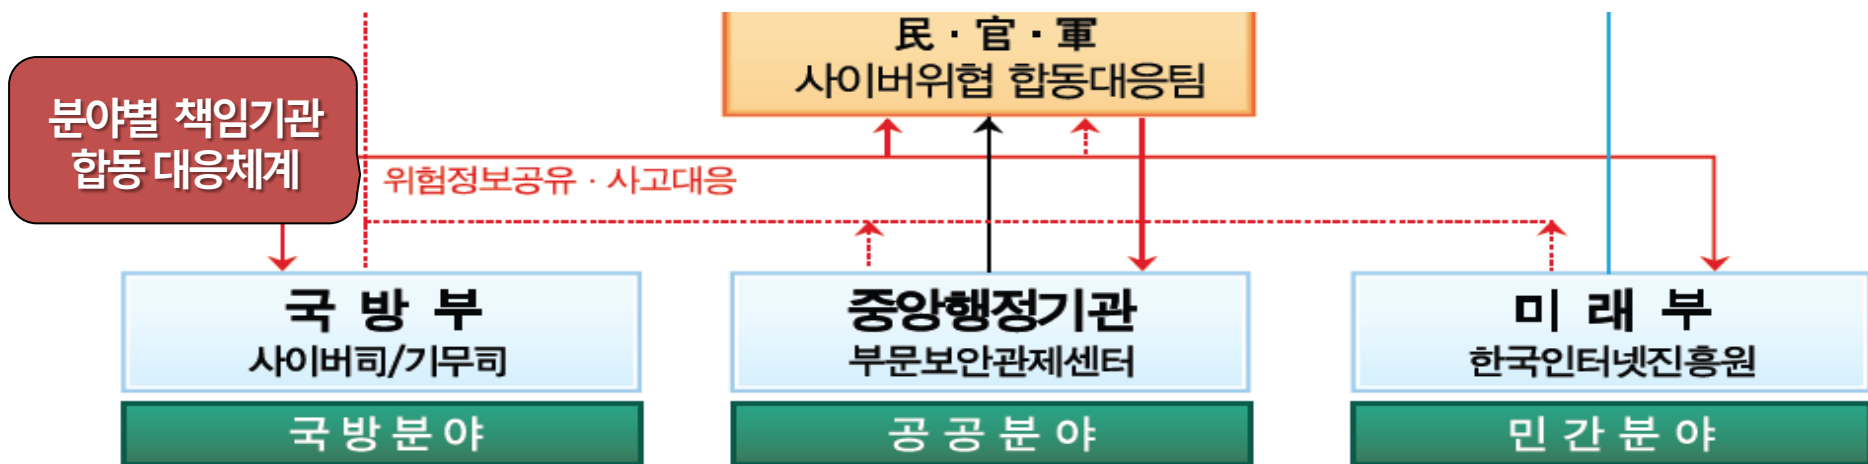 民·官·軍
사이버위협 합동대응팀
분야별 책임기관
합동 대응체계
위험정보공유 · 사고대응
국 방 부
사이버司/기무司
국방분야
중앙행정기관
부문보안관제센터
공공분야
미 래 부
한국인터넷진흥원
민간분야